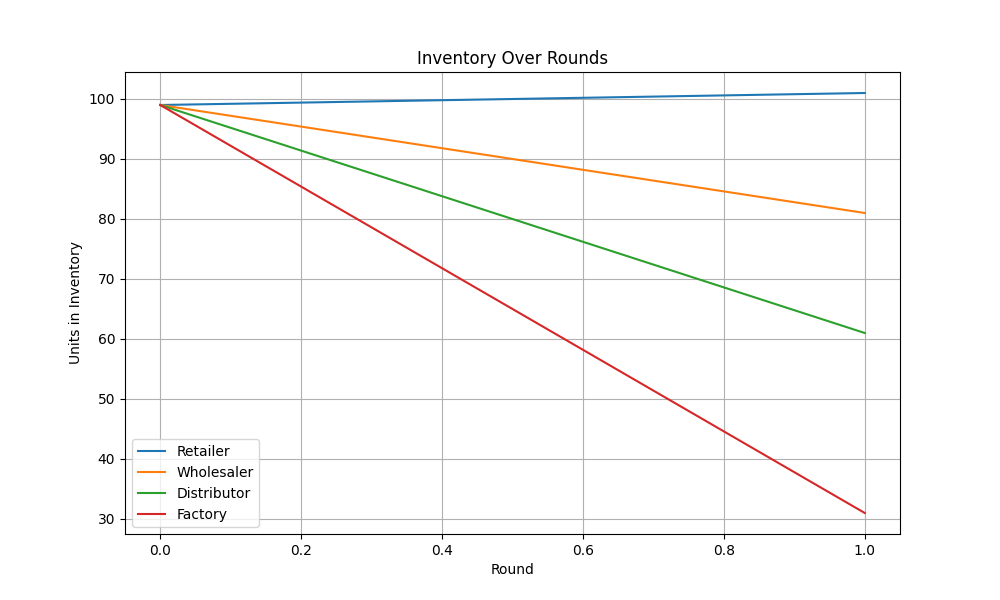 Inventory Over Rounds
Units in Inventory
100
90
80
70
60
50
40
30
Retailer
Wholesaler
Distributor
Factory
0.0 0.2 0.4 0.6 0.8 1.0
Round